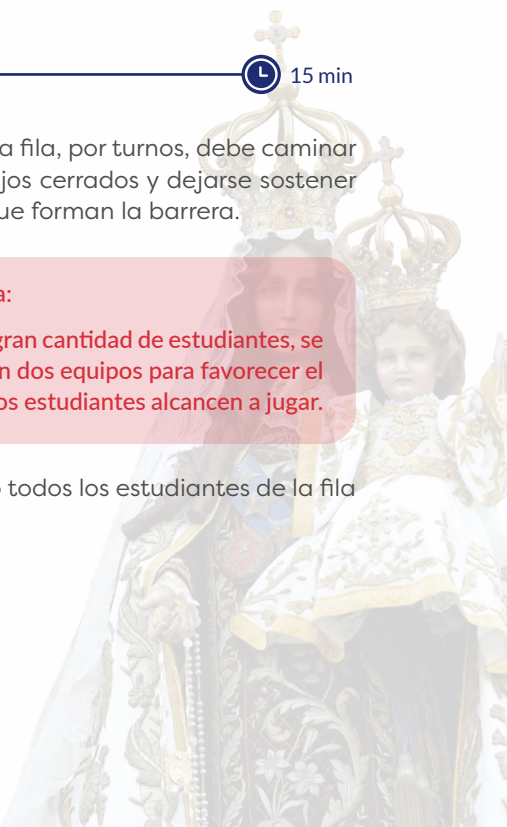 15 min
a fila, por turnos, debe caminar
jos cerrados y dejarse sostener
ue forman la barrera.
a:
gran cantidad de estudiantes, se
n dos equipos para favorecer el
os estudiantes alcancen a jugar.
todos los estudiantes de la fila